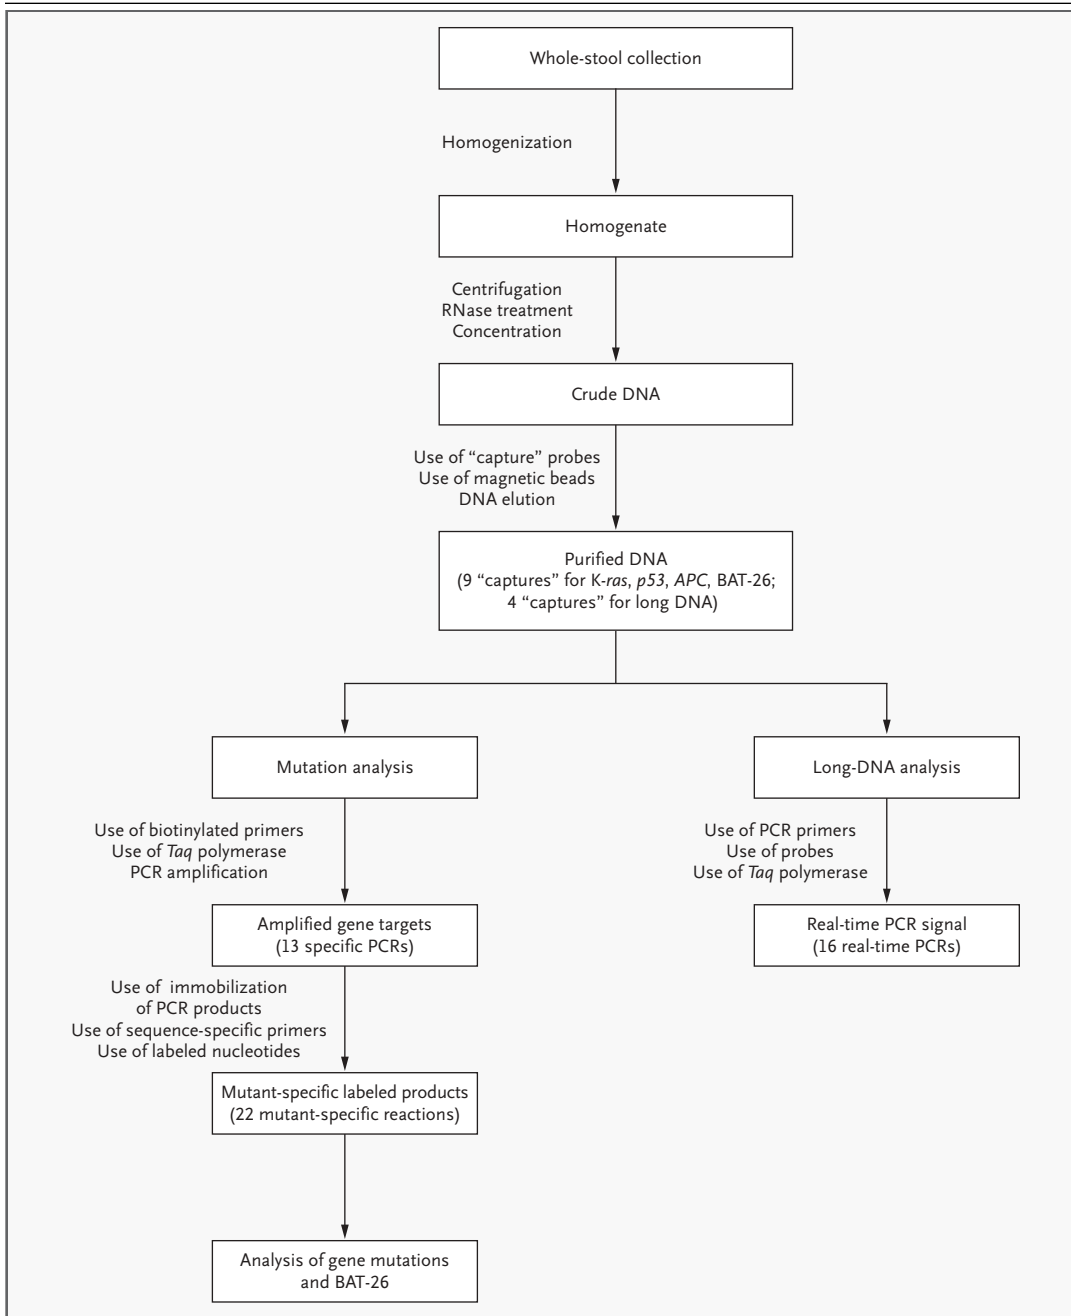 Whole-stool collection
Homogenization
Homogenate
Centrifugation
RNase treatment
Concentration
Crude DNA
Use of “capture” probes
Use of magnetic beads
DNA elution
Purified DNA
(9 “captures” for K-ras, p53, APC, BAT-26;
4 “captures” for long DNA)
Mutation analysis
Use of biotinylated primers
Use of Taq polymerase
PCR amplification
Amplified gene targets
(13 specific PCRs)
Use of immobilization
of PCR products
Use of sequence-specific primers
Use of labeled nucleotides
Mutant-specific labeled products
(22 mutant-specific reactions)
Analysis of gene mutations
and BAT-26
Long-DNA analysis
Use of PCR primers
Use of probes
Use of Taq polymerase
Real-time PCR signal
(16 real-time PCRs)